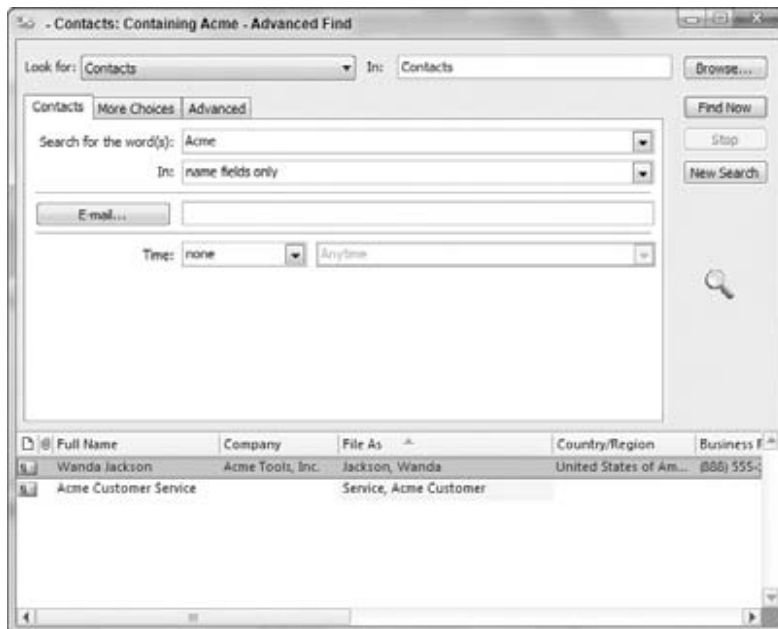 - Contacts: Containing Acme - Advanced Find
Look for: Contacts In: Contacts Browse...
Contacts More Choices Advanced Find Now
Search for the word(s): Acme Stop
In: name fields only New Search
E-mail...
Time: none Anytime
Full Name Company File As Country/Region Business
Wanda Jackson Acme Tools, Inc. Jackson, Wanda United States of Am... (888) 555-
Acme Customer Service Service, Acme Customer